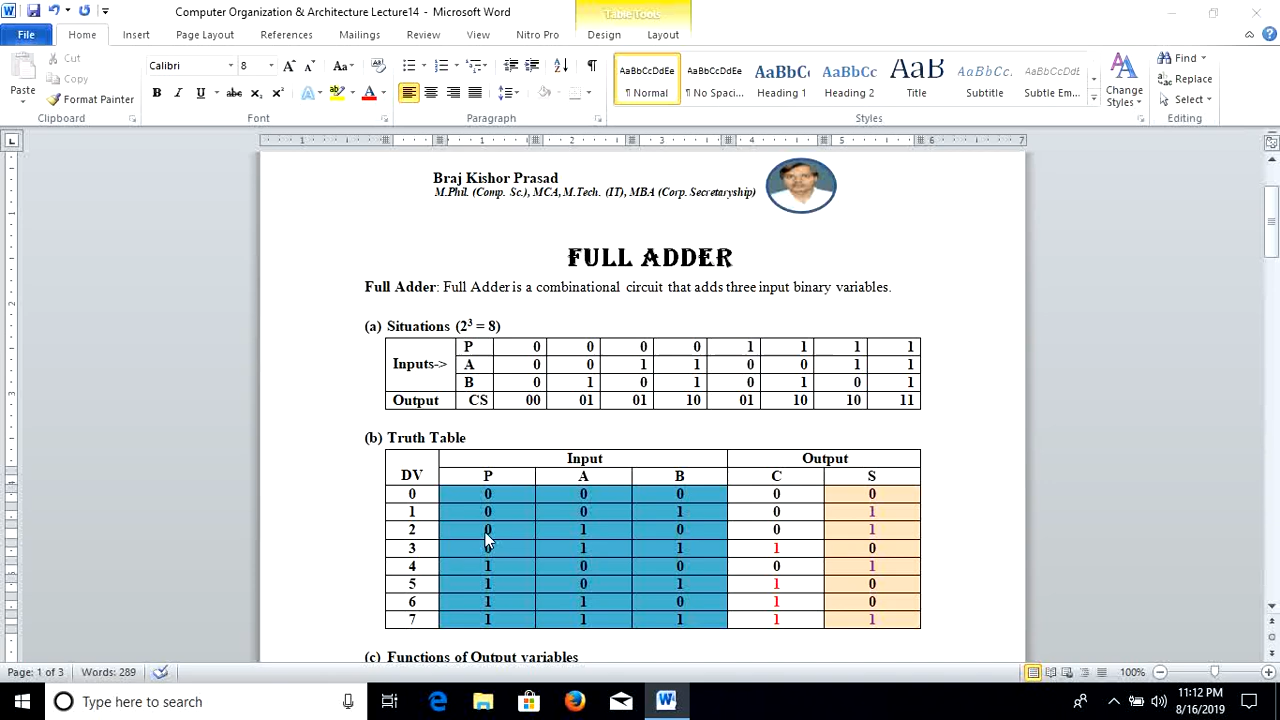 Computer Organization & Architecture Lecture14 - Microsoft Word
Table Tools
File Home Insert Page Layout References Mailings Review View Nitro Pro Design Layout
Paste Cut Copy Format Painter
Calibri 8
AaBbCcDdEe AaBbCcDdEe AaBbCc AaBbCc AaB AaBbCcDd AaBbCcDd
¶ Normal ¶ No Spaci... Heading 1 Heading 2 Title Subtitle Subtle Em...
Change Styles
Find Replace Select
Clipboard Font Paragraph Styles Editing
Braj Kishor Prasad
M.Phil. (Comp. Sc.), MCA, M.Tech. (IT), MBA (Corp. Secretaryship)
FULL ADDER
Full Adder: Full Adder is a combinational circuit that adds three input binary variables.
(a) Situations (2³ = 8)
Inputs-> P 0 0 0 0 1 1 1 1
A 0 0 1 1 0 0 1 1
B 0 1 0 1 0 1 0 1
Output CS 00 01 01 10 01 10 10 11
(b) Truth Table
DV Input Output
P A B C S
0 0 0 0 0 0
1 0 0 1 0 1
2 0 1 0 0 1
3 0 1 1 1 0
4 1 0 0 0 1
5 1 0 1 1 0
6 1 1 0 1 0
7 1 1 1 1 1
(c) Functions of Output variables
Page: 1 of 3 Words: 289 100%
Type here to search
11:12 PM
8/16/2019